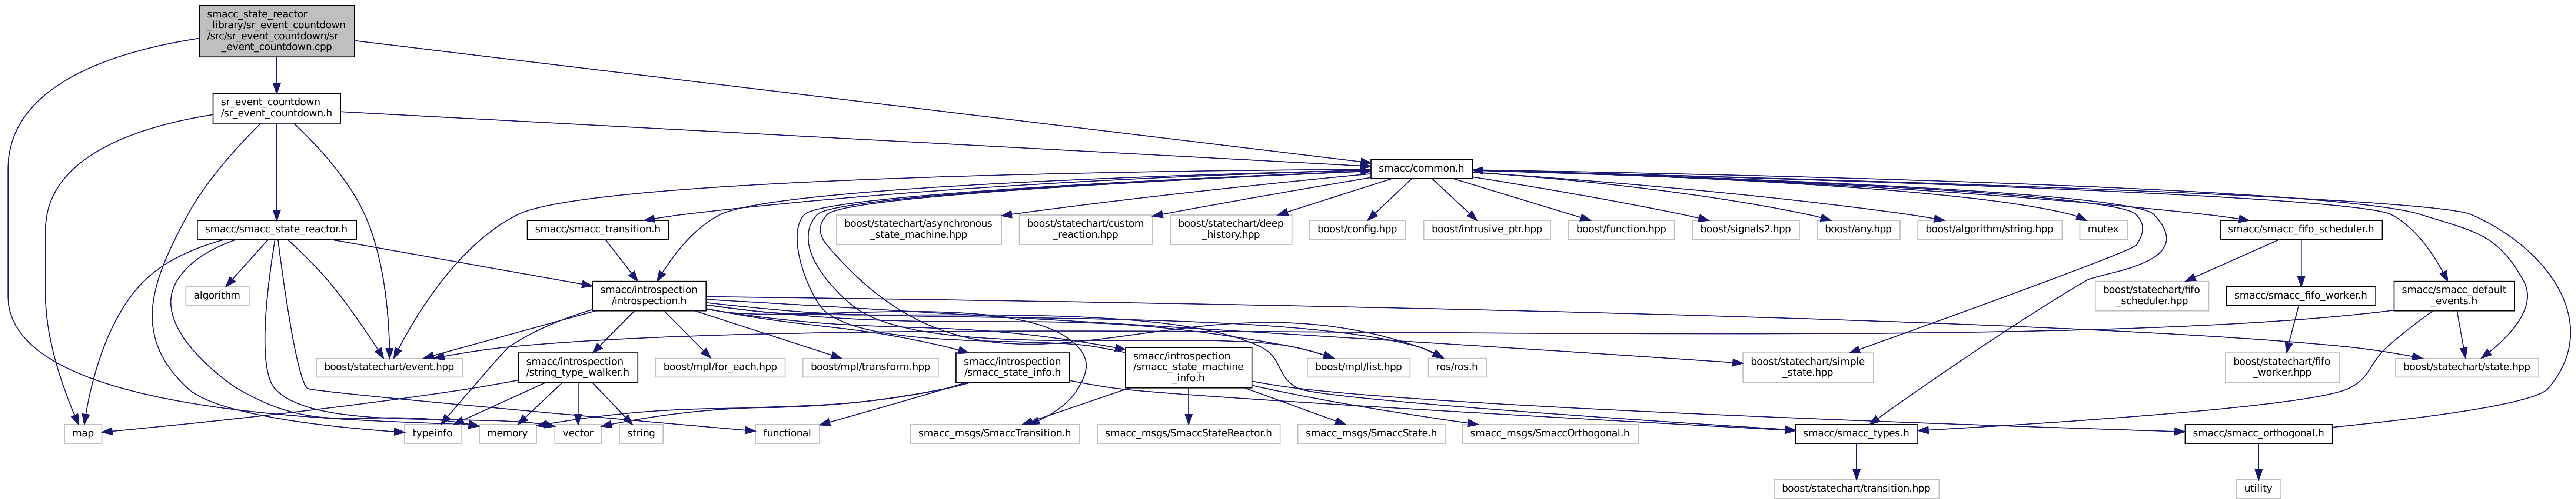 smacc_state_reactor
_library/sr_event_countdown
/src/sr_event_countdown/sr
_event_countdown.cpp
sr_event_countdown
/sr_event_countdown.h
smacc/common.h
smacc/smacc_state_reactor.h
smacc/smacc_transition.h
boost/statechart/asynchronous
_state_machine.hpp
boost/statechart/custom
_reaction.hpp
boost/statechart/deep
_history.hpp
boost/config.hpp
boost/intrusive_ptr.hpp
boost/function.hpp
boost/signals2.hpp
boost/any.hpp
boost/algorithm/string.hpp
mutex
smacc/smacc_fifo_scheduler.h
algorithm
smacc/introspection
/introspection.h
boost/statechart/fifo
_scheduler.hpp
smacc/smacc_fifo_worker.h
smacc/smacc_default
_events.h
boost/statechart/event.hpp
smacc/introspection
/string_type_walker.h
boost/mpl/for_each.hpp
boost/mpl/transform.hpp
smacc/introspection
/smacc_state_info.h
smacc/introspection
/smacc_state_machine
_info.h
boost/mpl/list.hpp
ros/ros.h
boost/statechart/simple
_state.hpp
boost/statechart/fifo
_worker.hpp
boost/statechart/state.hpp
map
typeinfo
memory
vector
string
functional
smacc_msgs/SmaccTransition.h
smacc_msgs/SmaccStateReactor.h
smacc_msgs/SmaccState.h
smacc_msgs/SmaccOrthogonal.h
smacc/smacc_types.h
smacc/smacc_orthogonal.h
boost/statechart/transition.hpp
utility